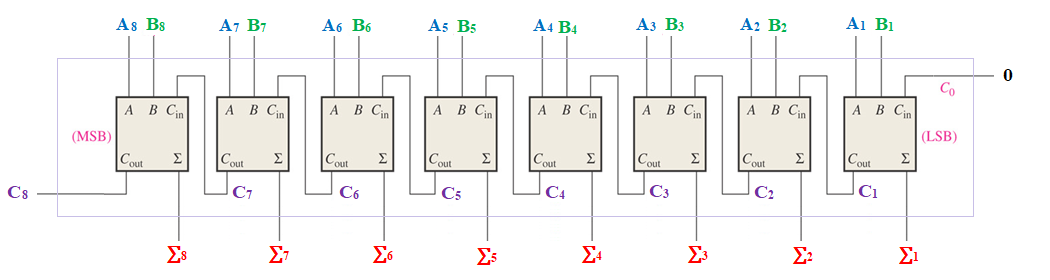 A8 B8 A7 B7 A6 B6 A5 B5 A4 B4 A3 B3 A2 B2 A1 B1
0
C0
A B Cin A B Cin A B Cin A B Cin A B Cin A B Cin A B Cin A B Cin
(MSB) (LSB)
Cout Σ Cout Σ Cout Σ Cout Σ Cout Σ Cout Σ Cout Σ Cout Σ
C8 C7 C6 C5 C4 C3 C2 C1
Σ8 Σ7 Σ6 Σ5 Σ4 Σ3 Σ2 Σ1